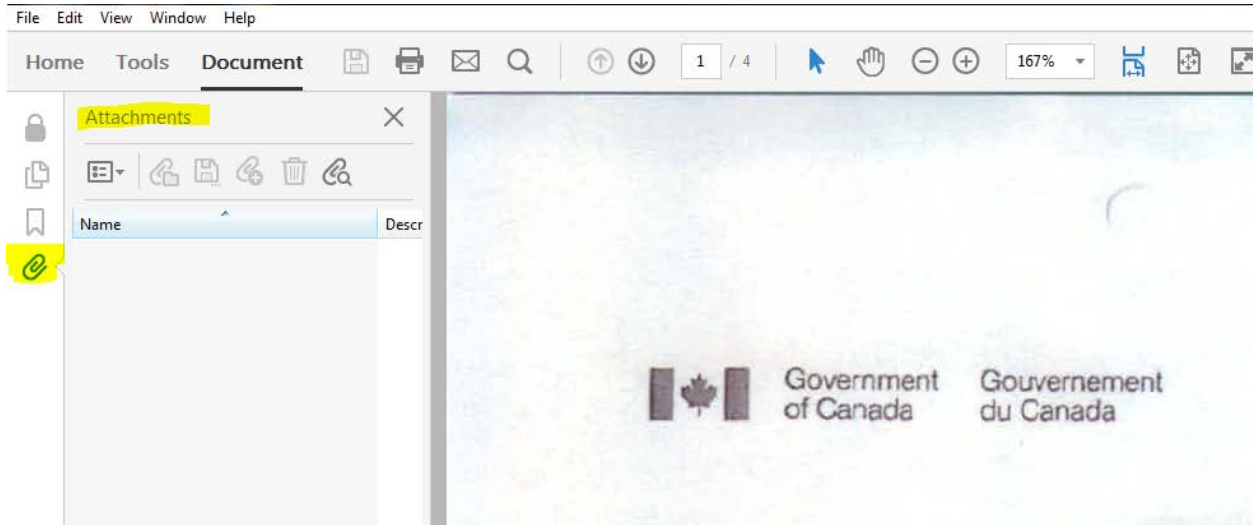 File Edit View Window Help
Home Tools Document 1 / 4 167%
Attachments
Name Descr
Government Gouvernement
of Canada du Canada